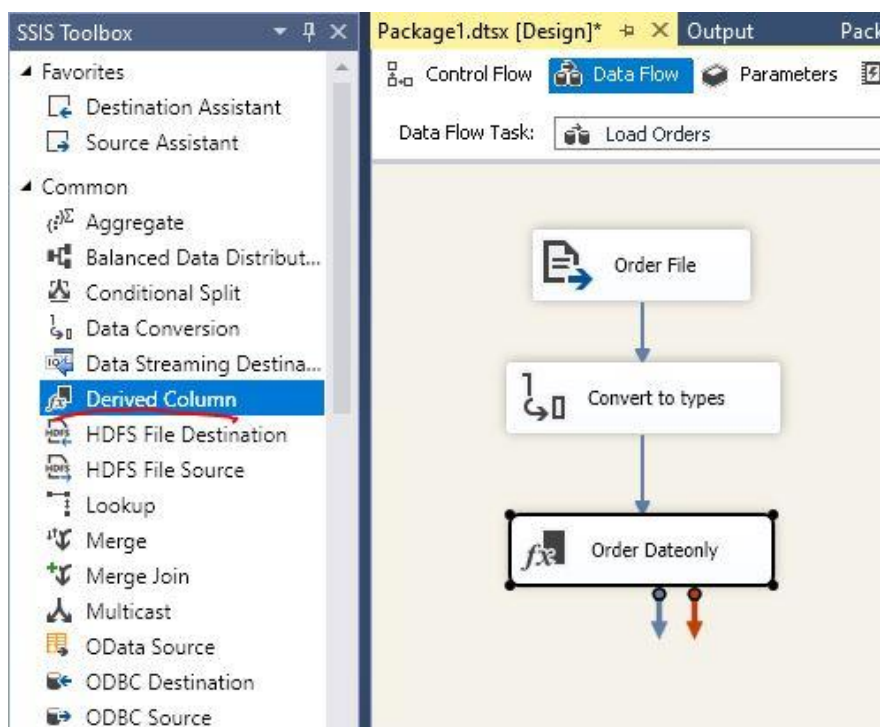 SSIS Toolbox
Favorites
Destination Assistant
Source Assistant
Common
Aggregate
Balanced Data Distribut...
Conditional Split
Data Conversion
Data Streaming Destina...
Derived Column
HDFS File Destination
HDFS File Source
Lookup
Merge
Merge Join
Multicast
OData Source
ODBC Destination
ODBC Source
Package1.dtsx [Design]* Output Pack
Control Flow Data Flow Parameters
Data Flow Task: Load Orders
Order File
Convert to types
Order Dateonly